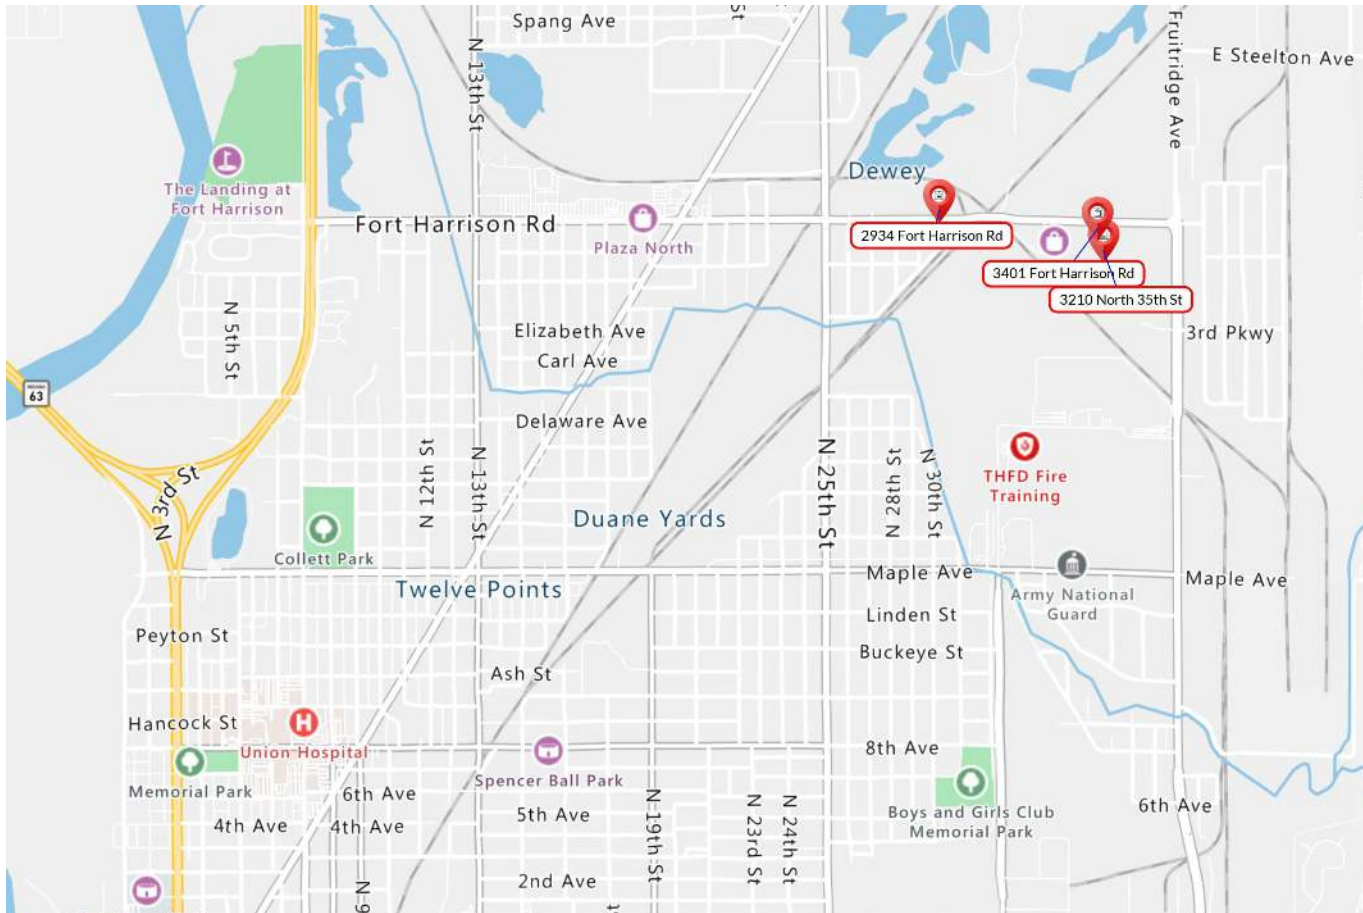 Spang Ave
St
N 13th St
Fruitridge Ave
E Steelton Ave
The Landing at
Fort Harrison
Dewey
Fort Harrison Rd
Plaza North
2934 Fort Harrison Rd
3401 Fort Harrison Rd
3210 North 35th St
N 5th St
Elizabeth Ave
Carl Ave
3rd Pkwy
63
Delaware Ave
N 12th St
N 13th St
N 25th St
N 28th St
N 30th St
THFD Fire
Training
N 3rd St
Duane Yards
Collett Park
Twelve Points
Maple Ave
Army National
Guard
Maple Ave
Linden St
Peyton St
Buckeye St
Ash St
Hancock St
H
Union Hospital
8th Ave
Memorial Park
Spencer Ball Park
6th Ave
5th Ave
4th Ave
4th Ave
N 19th St
N 23rd St
N 24th St
Boys and Girls Club
Memorial Park
6th Ave
2nd Ave